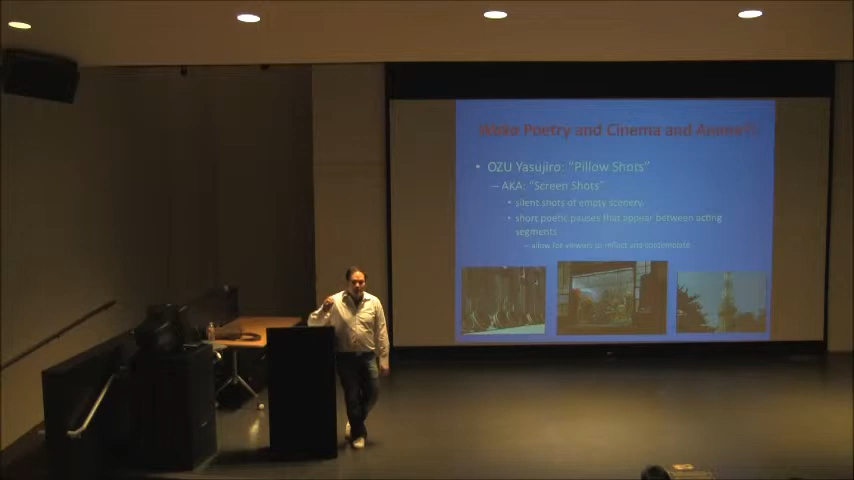 Waka Poetry and Cinema and Anime?!
• OZU Yasujiro: "Pillow Shots"
– AKA: "Screen Shots"
• silent shots of empty scenery.
• short poetic pauses that appear between acting
segments
– allow for viewers to reflect and contemplate